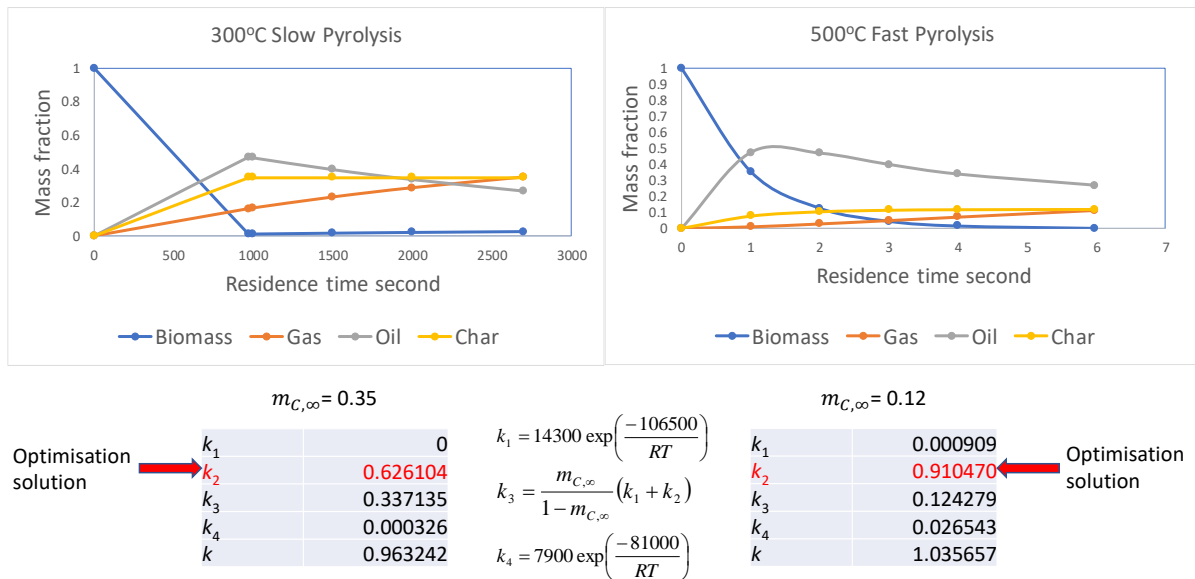 300°C Slow Pyrolysis
Mass fraction
1
0.8
0.6
0.4
0.2
0
0 500 1000 1500 2000 2500 3000
Residence time second
Biomass Gas Oil Char
500°C Fast Pyrolysis
Mass fraction
1
0.9
0.8
0.7
0.6
0.5
0.4
0.3
0.2
0.1
0
0 1 2 3 4 5 6 7
Residence time second
Biomass Gas Oil Char
m_{C,∞} = 0.35
Optimisation
solution
k₁ 0
k₂ 0.626104
k₃ 0.337135
k₄ 0.000326
k 0.963242
k₁ = 14300 exp(−106500 / RT)
k₃ = m_{C,∞} / (1 − m_{C,∞}) (k₁ + k₂)
k₄ = 7900 exp(−81000 / RT)
m_{C,∞} = 0.12
k₁ 0.000909
k₂ 0.910470
k₃ 0.124279
k₄ 0.026543
k 1.035657
Optimisation
solution